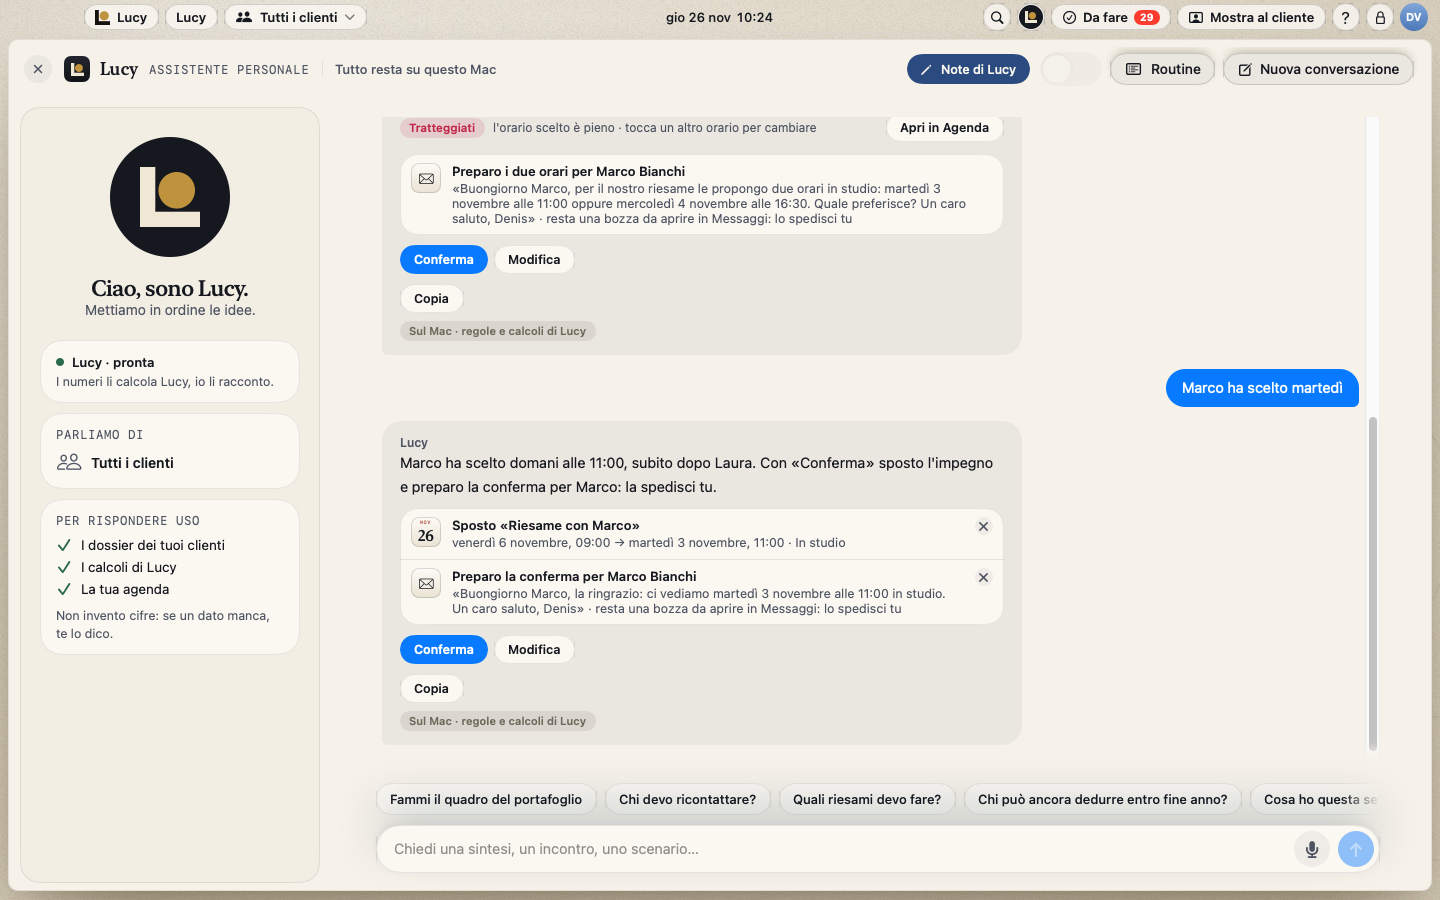 Lucy
Lucy
Tutti i clienti
gio 26 nov 10:24
Da fare 29
Mostra al cliente
?
DV
Lucy ASSISTENTE PERSONALE Tutto resta su questo Mac
Note di Lucy
Routine
Nuova conversazione
Ciao, sono Lucy.
Mettiamo in ordine le idee.
Lucy · pronta
I numeri li calcola Lucy, io li racconto.
PARLIAMO DI
Tutti i clienti
PER RISPONDERE USO
I dossier dei tuoi clienti
I calcoli di Lucy
La tua agenda
Non invento cifre: se un dato manca,
te lo dico.
Tratteggiati l'orario scelto è pieno · tocca un altro orario per cambiare
Apri in Agenda
Preparo i due orari per Marco Bianchi
«Buongiorno Marco, per il nostro riesame le propongo due orari in studio: martedì 3
novembre alle 11:00 oppure mercoledì 4 novembre alle 16:30. Quale preferisce? Un caro
saluto, Denis» · resta una bozza da aprire in Messaggi: lo spedisci tu
Conferma
Modifica
Copia
Sul Mac · regole e calcoli di Lucy
Marco ha scelto martedì
Lucy
Marco ha scelto domani alle 11:00, subito dopo Laura. Con «Conferma» sposto l'impegno
e preparo la conferma per Marco: la spedisci tu.
NOV
26
Sposto «Riesame con Marco»
venerdì 6 novembre, 09:00 → martedì 3 novembre, 11:00 · In studio
Preparo la conferma per Marco Bianchi
«Buongiorno Marco, la ringrazio: ci vediamo martedì 3 novembre alle 11:00 in studio.
Un caro saluto, Denis» · resta una bozza da aprire in Messaggi: lo spedisci tu
Conferma
Modifica
Copia
Sul Mac · regole e calcoli di Lucy
Fammi il quadro del portafoglio
Chi devo ricontattare?
Quali riesami devo fare?
Chi può ancora dedurre entro fine anno?
Cosa ho questa se
Chiedi una sintesi, un incontro, uno scenario...